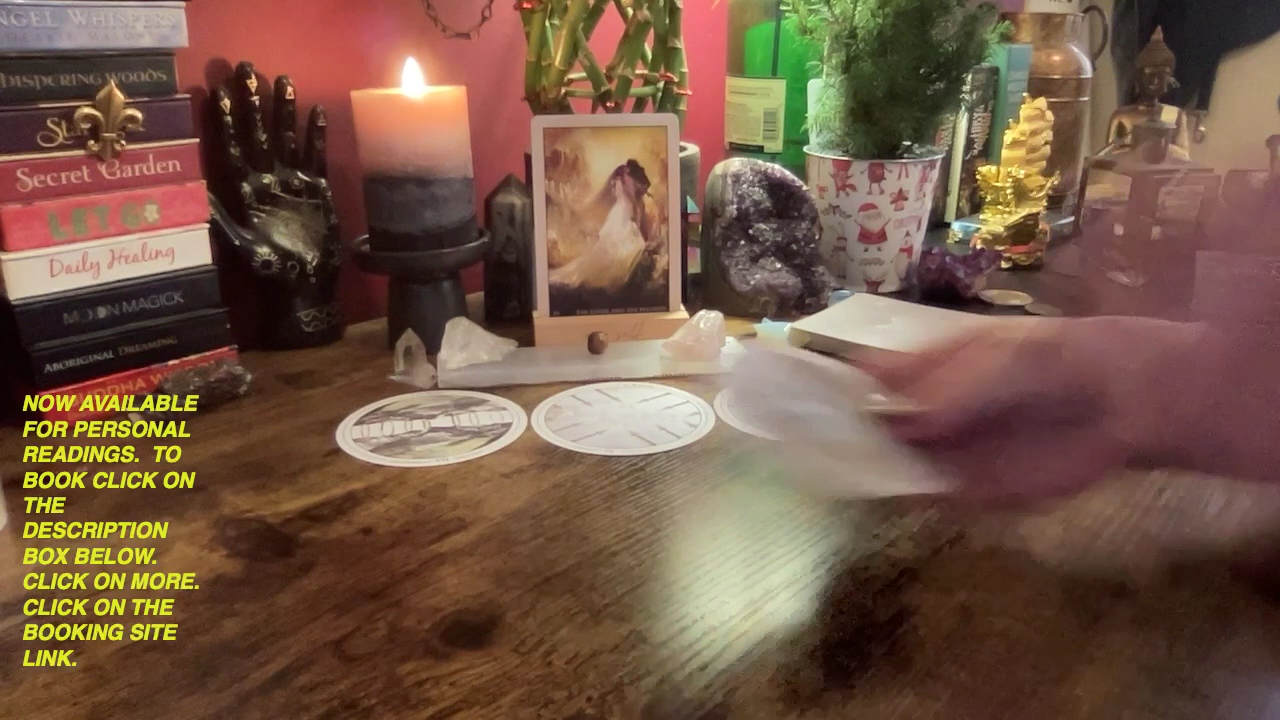 ANGEL WHISPERS
WHISPERING WOODS
Secret Garden
LET GO
Daily Healing
MOON MAGICK
ABORIGINAL DREAMING
BUDDHA
NOW AVAILABLE
FOR PERSONAL
READINGS. TO
BOOK CLICK ON
THE
DESCRIPTION
BOX BELOW.
CLICK ON MORE.
CLICK ON THE
BOOKING SITE
LINK.